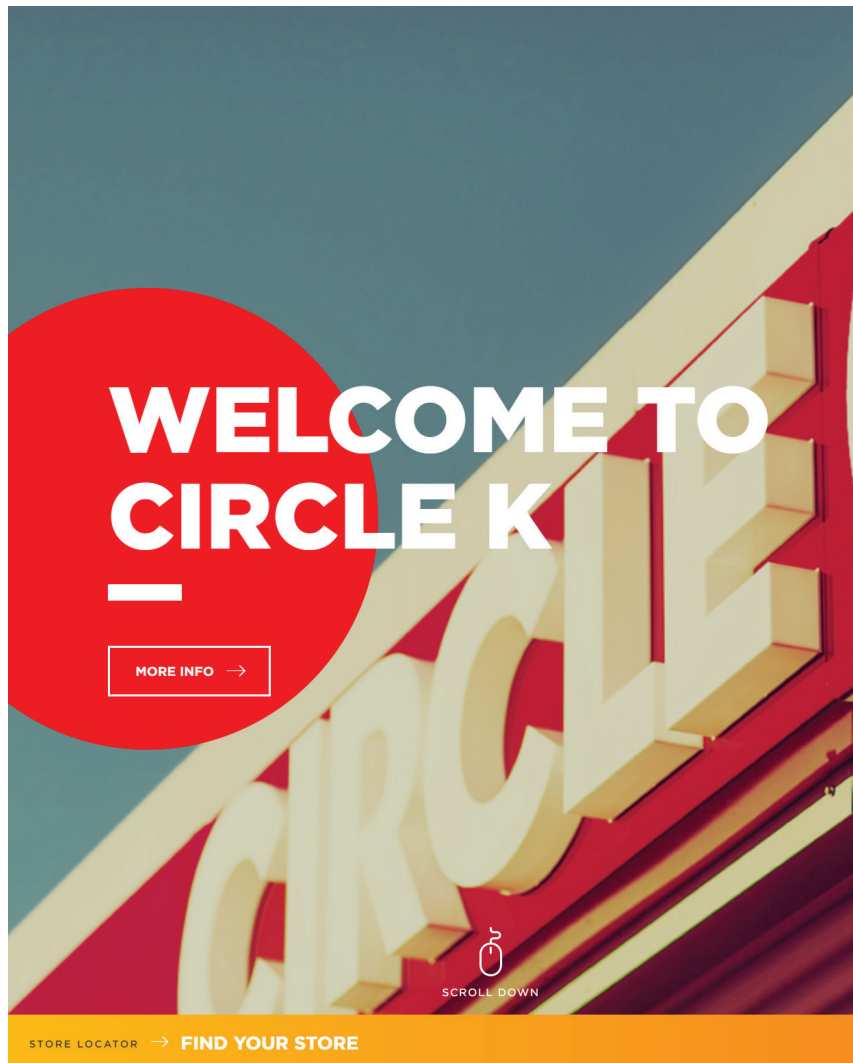 WELCOME TO
CIRCLE K
MORE INFO →
CIRCLE
SCROLL DOWN
STORE LOCATOR → FIND YOUR STORE